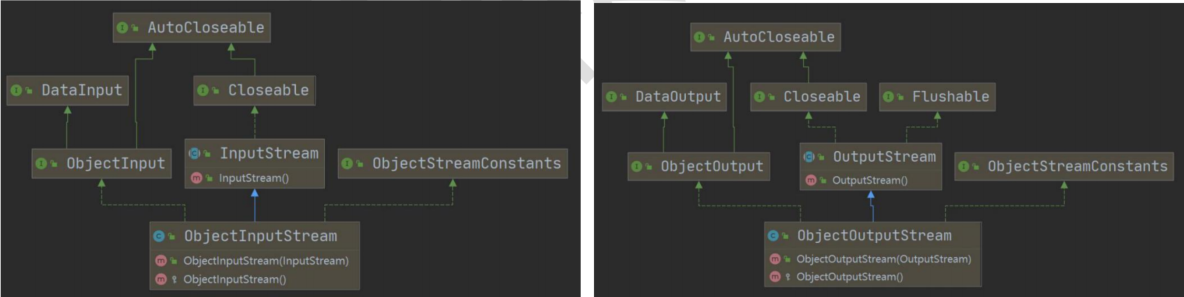 AutoCloseable
DataInput
Closeable
ObjectInput
InputStream
InputStream()
ObjectStreamConstants
ObjectInputStream
ObjectInputStream(InputStream)
ObjectInputStream()
AutoCloseable
DataOutput
Closeable
Flushable
ObjectOutput
OutputStream
OutputStream()
ObjectStreamConstants
ObjectOutputStream
ObjectOutputStream(OutputStream)
ObjectOutputStream()